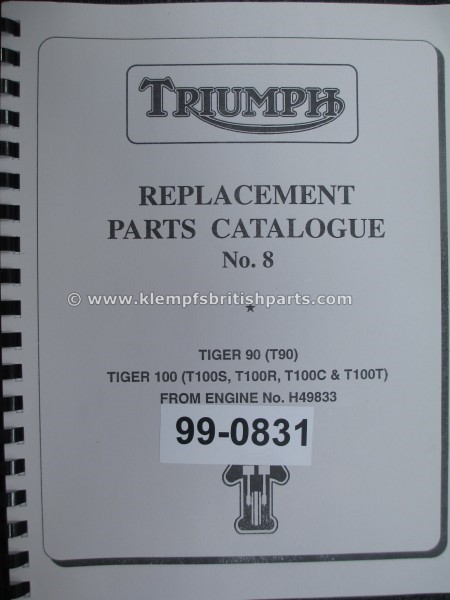 TRIUMPH
REPLACEMENT
PARTS CATALOGUE
No. 8
© www.klempfsbritishparts.com
TIGER 90 (T90)
TIGER 100 (T100S, T100R, T100C & T100T)
FROM ENGINE No. H49833
99-0831